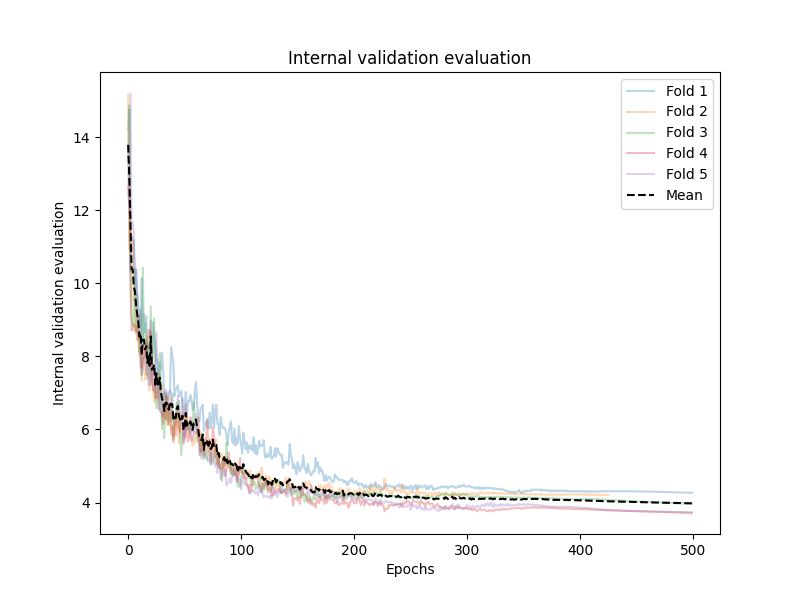 Internal validation evaluation
Fold 1
Fold 2
Fold 3
Fold 4
Fold 5
Mean
Internal validation evaluation
14
12
10
8
6
4
0 100 200 300 400 500
Epochs